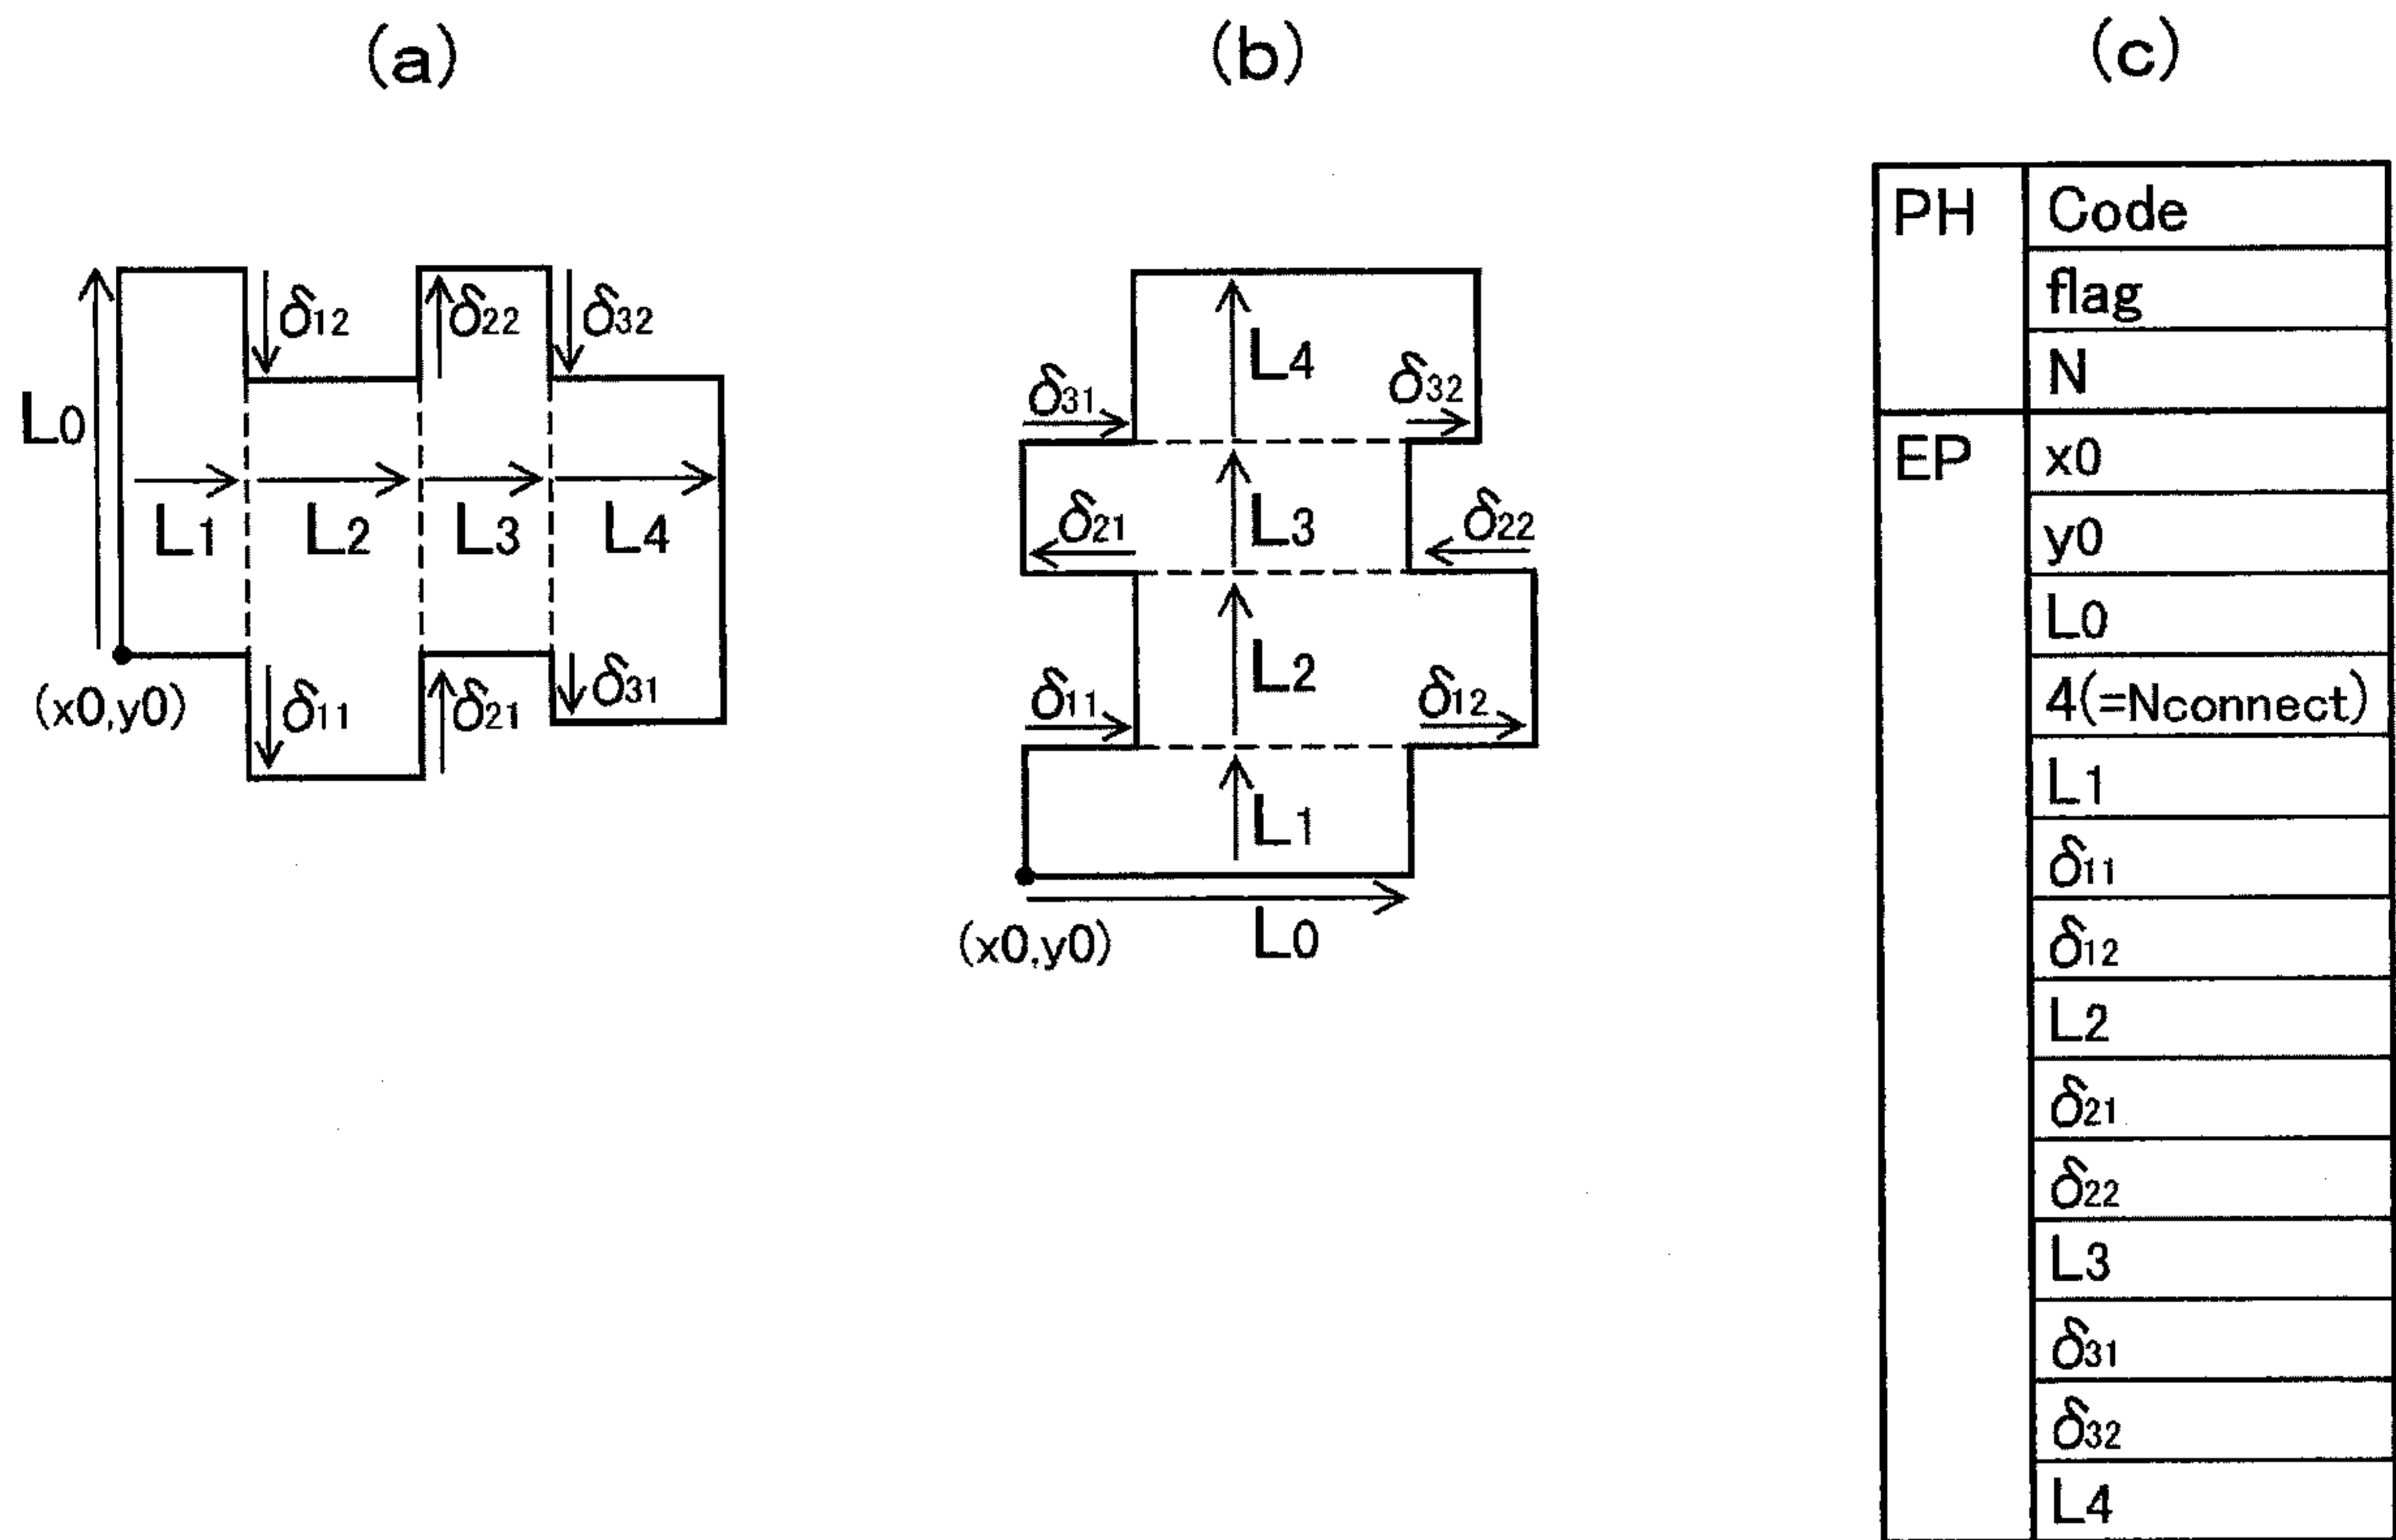 (a)
L0
δ12
δ22
δ32
L1
L2
L3
L4
(x0,y0)
δ11
δ21
δ31
(b)
L4
δ31
δ32
L3
δ21
δ22
L2
δ11
δ12
L1
(x0,y0)
L0
(c)
PH
Code
flag
N
EP
x0
y0
L0
4(=Nconnect)
L1
δ11
δ12
L2
δ21
δ22
L3
δ31
δ32
L4